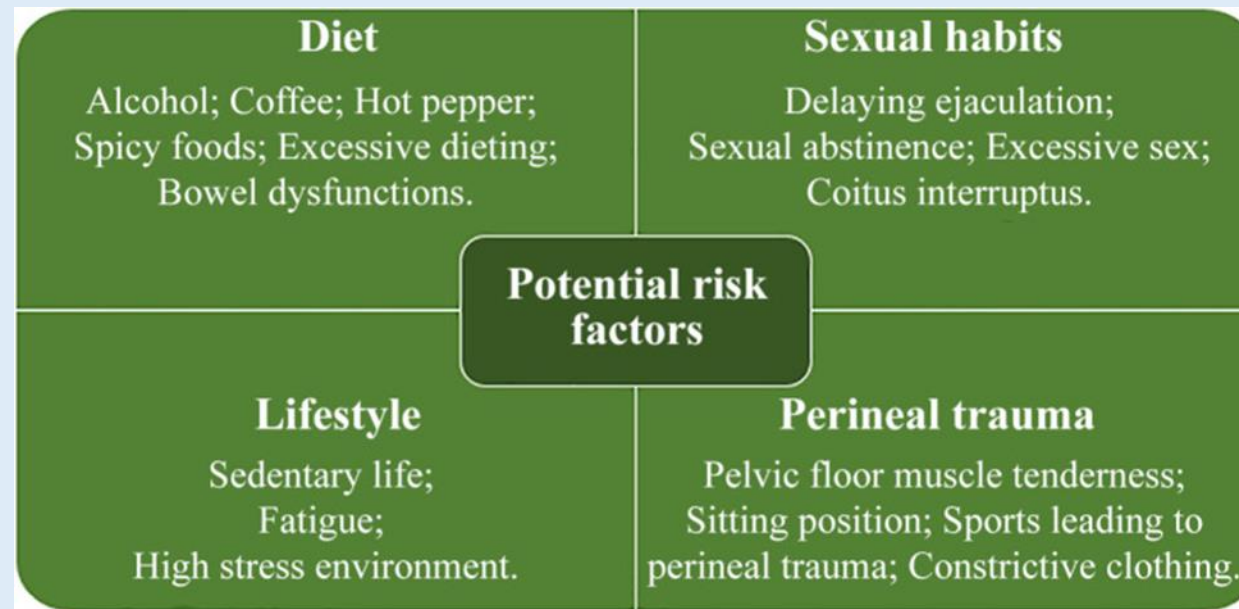 Diet
Alcohol; Coffee; Hot pepper;
Spicy foods; Excessive dieting;
Bowel dysfunctions.
Sexual habits
Delaying ejaculation;
Sexual abstinence; Excessive sex;
Coitus interruptus.
Potential risk
factors
Lifestyle
Sedentary life;
Fatigue;
High stress environment.
Perineal trauma
Pelvic floor muscle tenderness;
Sitting position; Sports leading to
perineal trauma; Constrictive clothing.